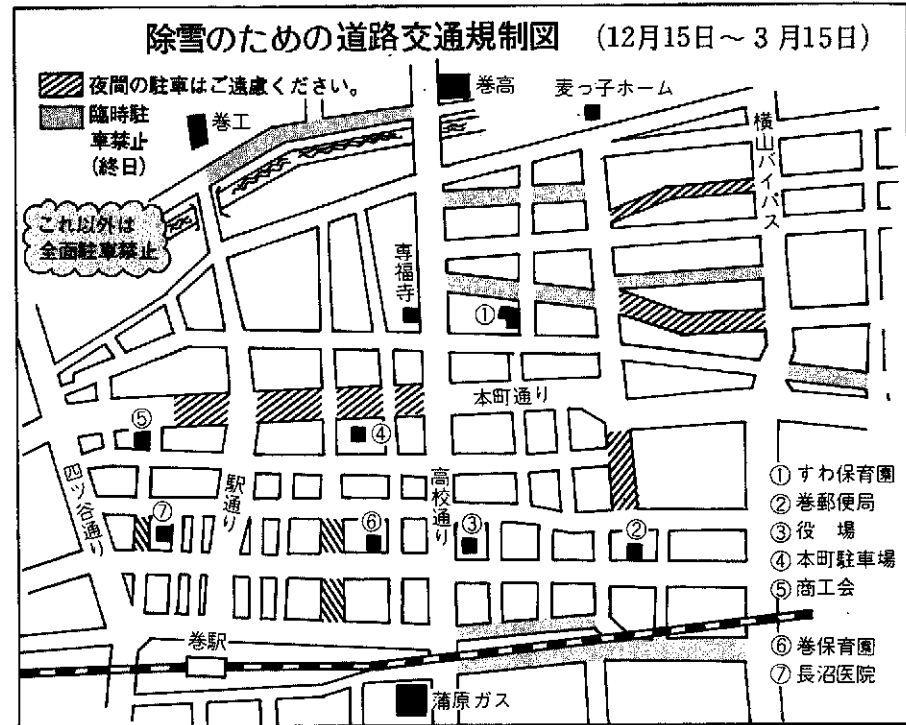 除雪のための道路交通規制図 (12月15日～3月15日)
夜間の駐車はご遠慮ください。
臨時駐
車禁止
(終日)
これ以外は
全面駐車禁止
巻工
巻高
麦っ子ホーム
横山バイパス
専福寺
①
本町通り
⑤
④
四ツ谷通り
駅通り
高校通り
⑦
⑥
③
②
巻駅
蒲原ガス
①すわ保育園
②巻郵便局
③役　場
④本町駐車場
⑤商工会
⑥巻保育園
⑦長沼医院